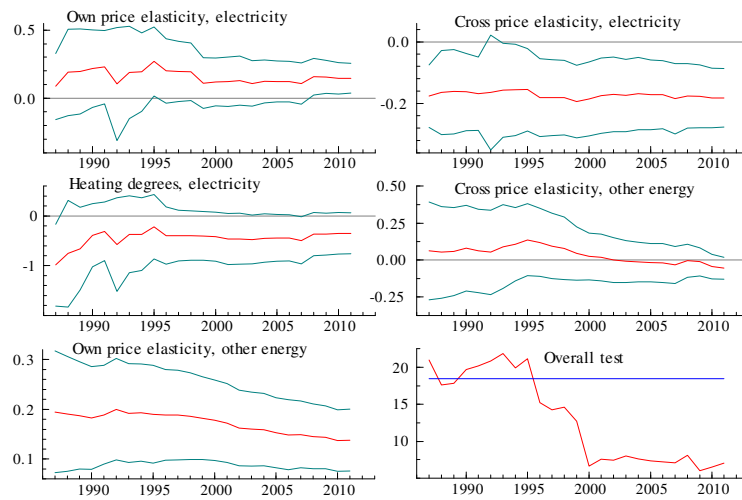 Own price elasticity, electricity
0.5
0.0
1990 1995 2000 2005 2010
Cross price elasticity, electricity
0.0
-0.2
1990 1995 2000 2005 2010
Heating degrees, electricity
0
-1
1990 1995 2000 2005 2010
Cross price elasticity, other energy
0.50
0.25
0.00
-0.25
1990 1995 2000 2005 2010
Own price elasticity, other energy
0.3
0.2
0.1
1990 1995 2000 2005 2010
Overall test
20
15
10
1990 1995 2000 2005 2010